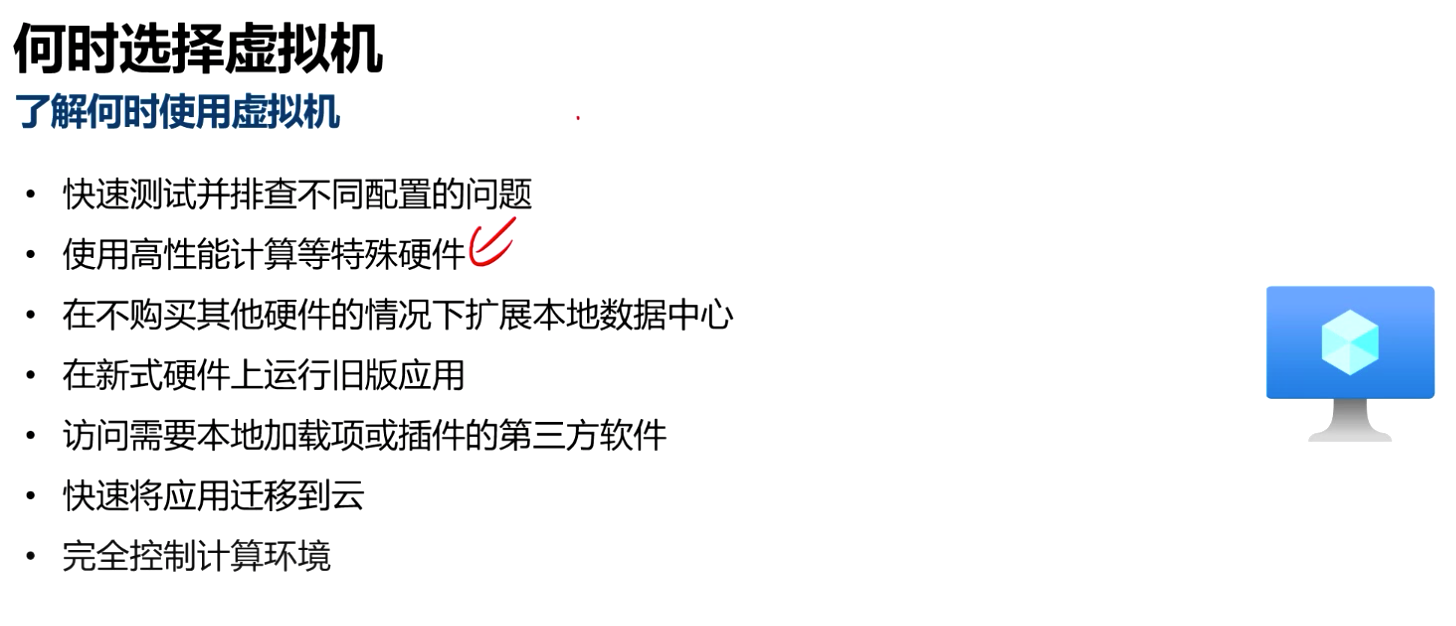 何时选择虚拟机
了解何时使用虚拟机
• 快速测试并排查不同配置的问题
• 使用高性能计算等特殊硬件
• 在不购买其他硬件的情况下扩展本地数据中心
• 在新式硬件上运行旧版应用
• 访问需要本地加载项或插件的第三方软件
• 快速将应用迁移到云
• 完全控制计算环境